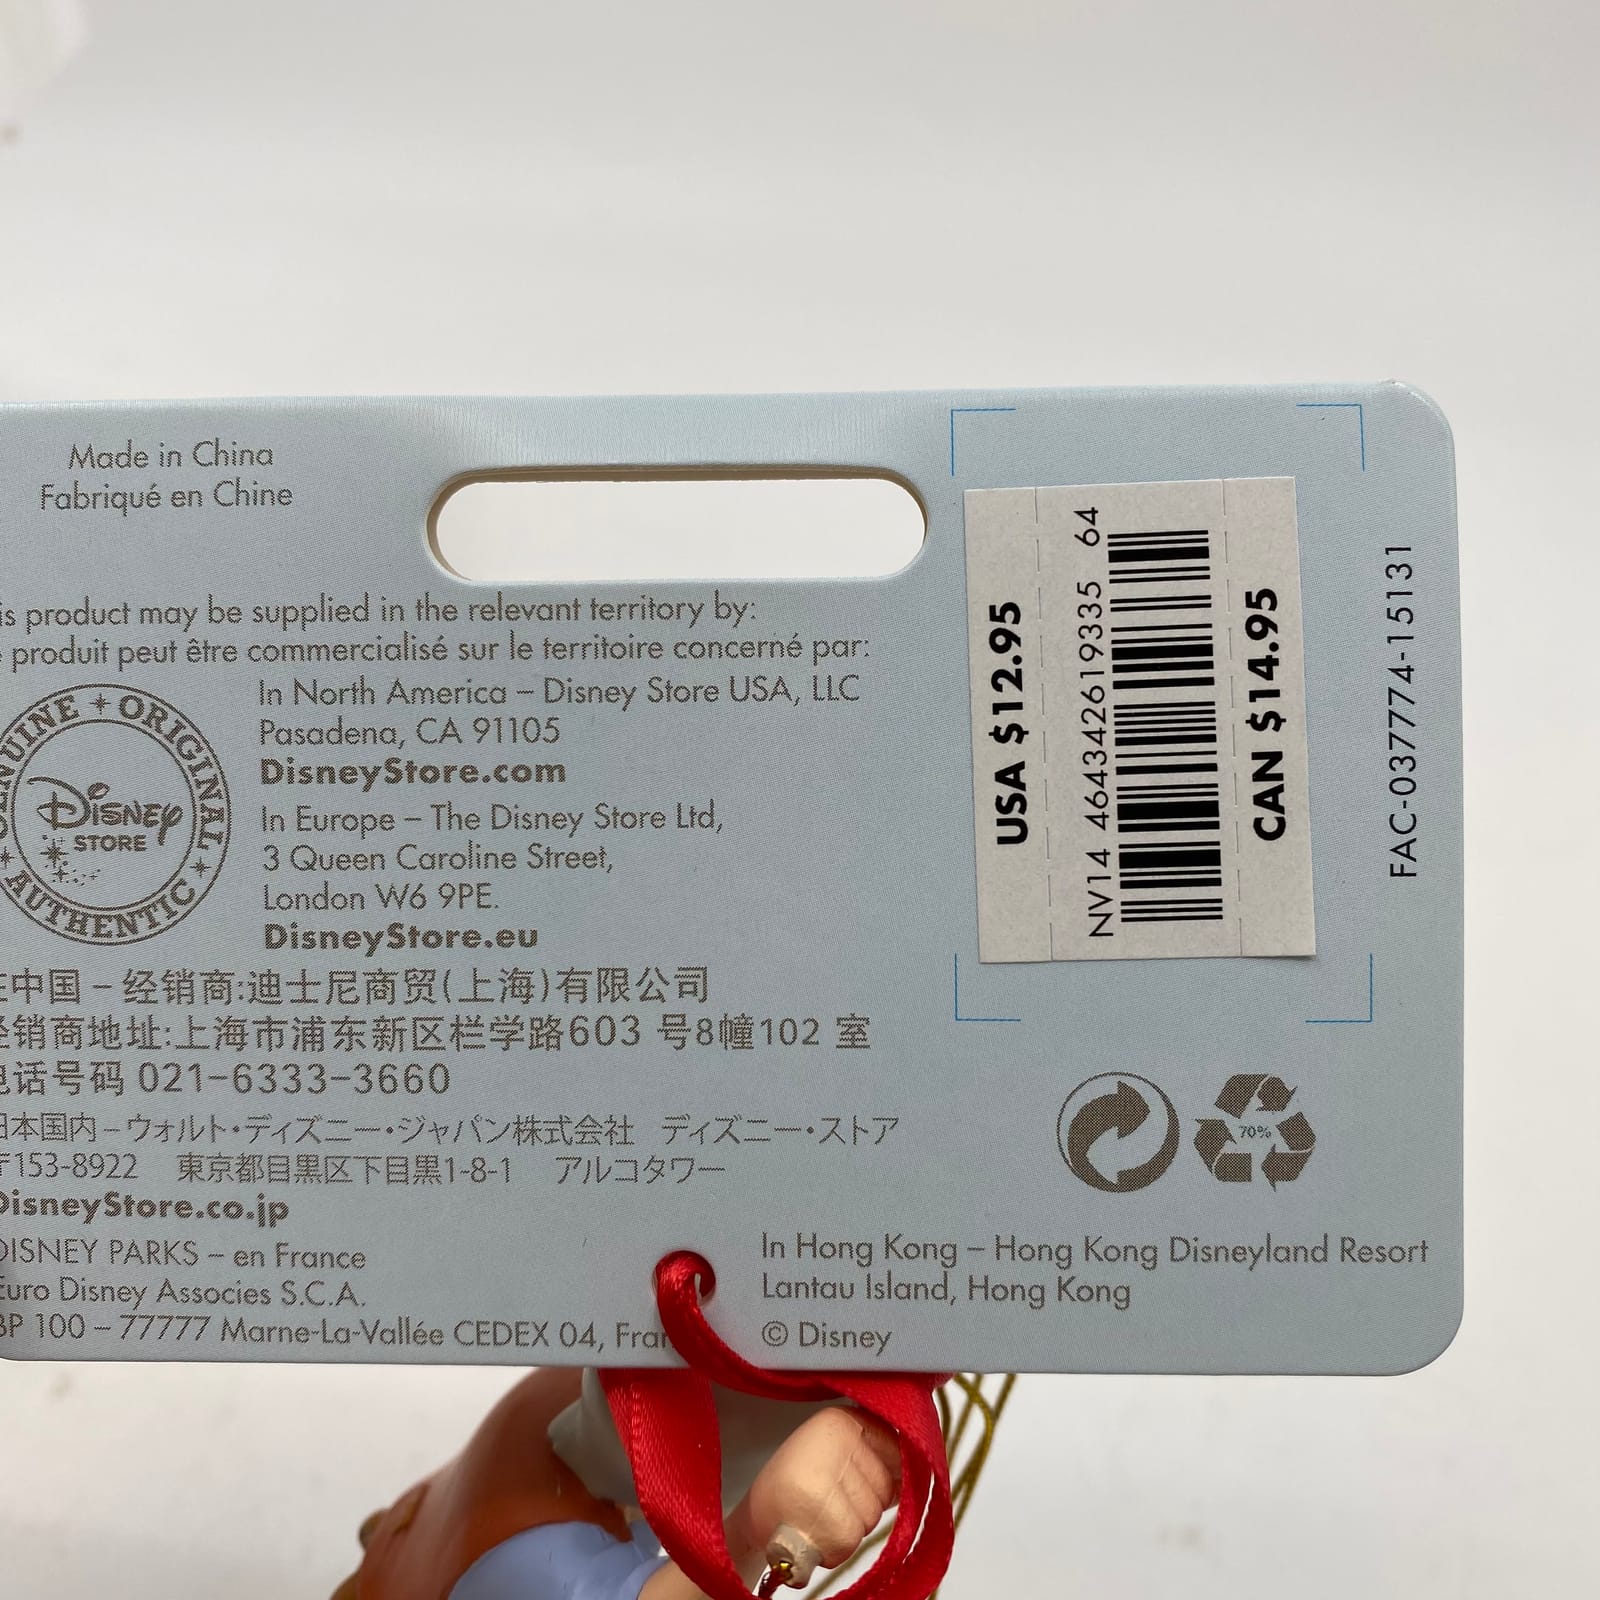 Made in China
Fabriqué en Chine
product may be supplied in the relevant territory by:
produit peut être commercialisé sur le territoire concerné par:
ORIGINAL
AUTHENTIC
Disney
STORE
In North America – Disney Store USA, LLC
Pasadena, CA 91105
DisneyStore.com
In Europe – The Disney Store Ltd,
3 Queen Caroline Street,
London W6 9PE.
DisneyStore.eu
中国 – 经销商:迪士尼商贸(上海)有限公司
销商地址:上海市浦东新区栏学路603 号8幢102 室
话号码 021-6333-3660
本国内 – ウォルト・ディズニー・ジャパン株式会社 ディズニー・ストア
〒153-8922 東京都目黒区下目黒1-8-1 アルコタワー
DisneyStore.co.jp
DISNEY PARKS – en France
Euro Disney Associes S.C.A.
BP 100 – 77777 Marne-La-Vallée CEDEX 04,
In Hong Kong – Hong Kong Disneyland Resort
Lantau Island, Hong Kong
© Disney
USA $12.95
NV14 464342619335 64
CAN $14.95
FAC-037774-15131
70%